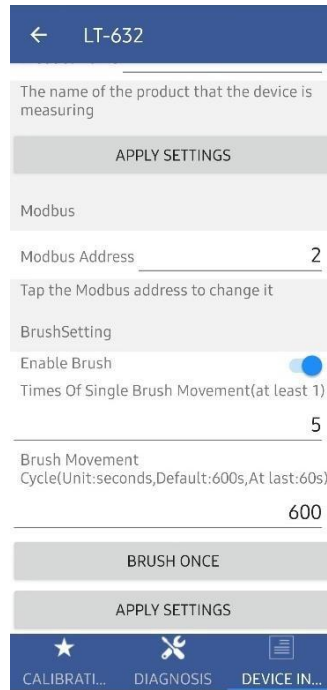 LT-632
The name of the product that the device is
measuring
APPLY SETTINGS
Modbus
Modbus Address 2
Tap the Modbus address to change it
BrushSetting
Enable Brush
Times Of Single Brush Movement(at least 1)
5
Brush Movement
Cycle(Unit:seconds,Default:600s,At last:60s)
600
BRUSH ONCE
APPLY SETTINGS
CALIBRATI... DIAGNOSIS DEVICE IN...